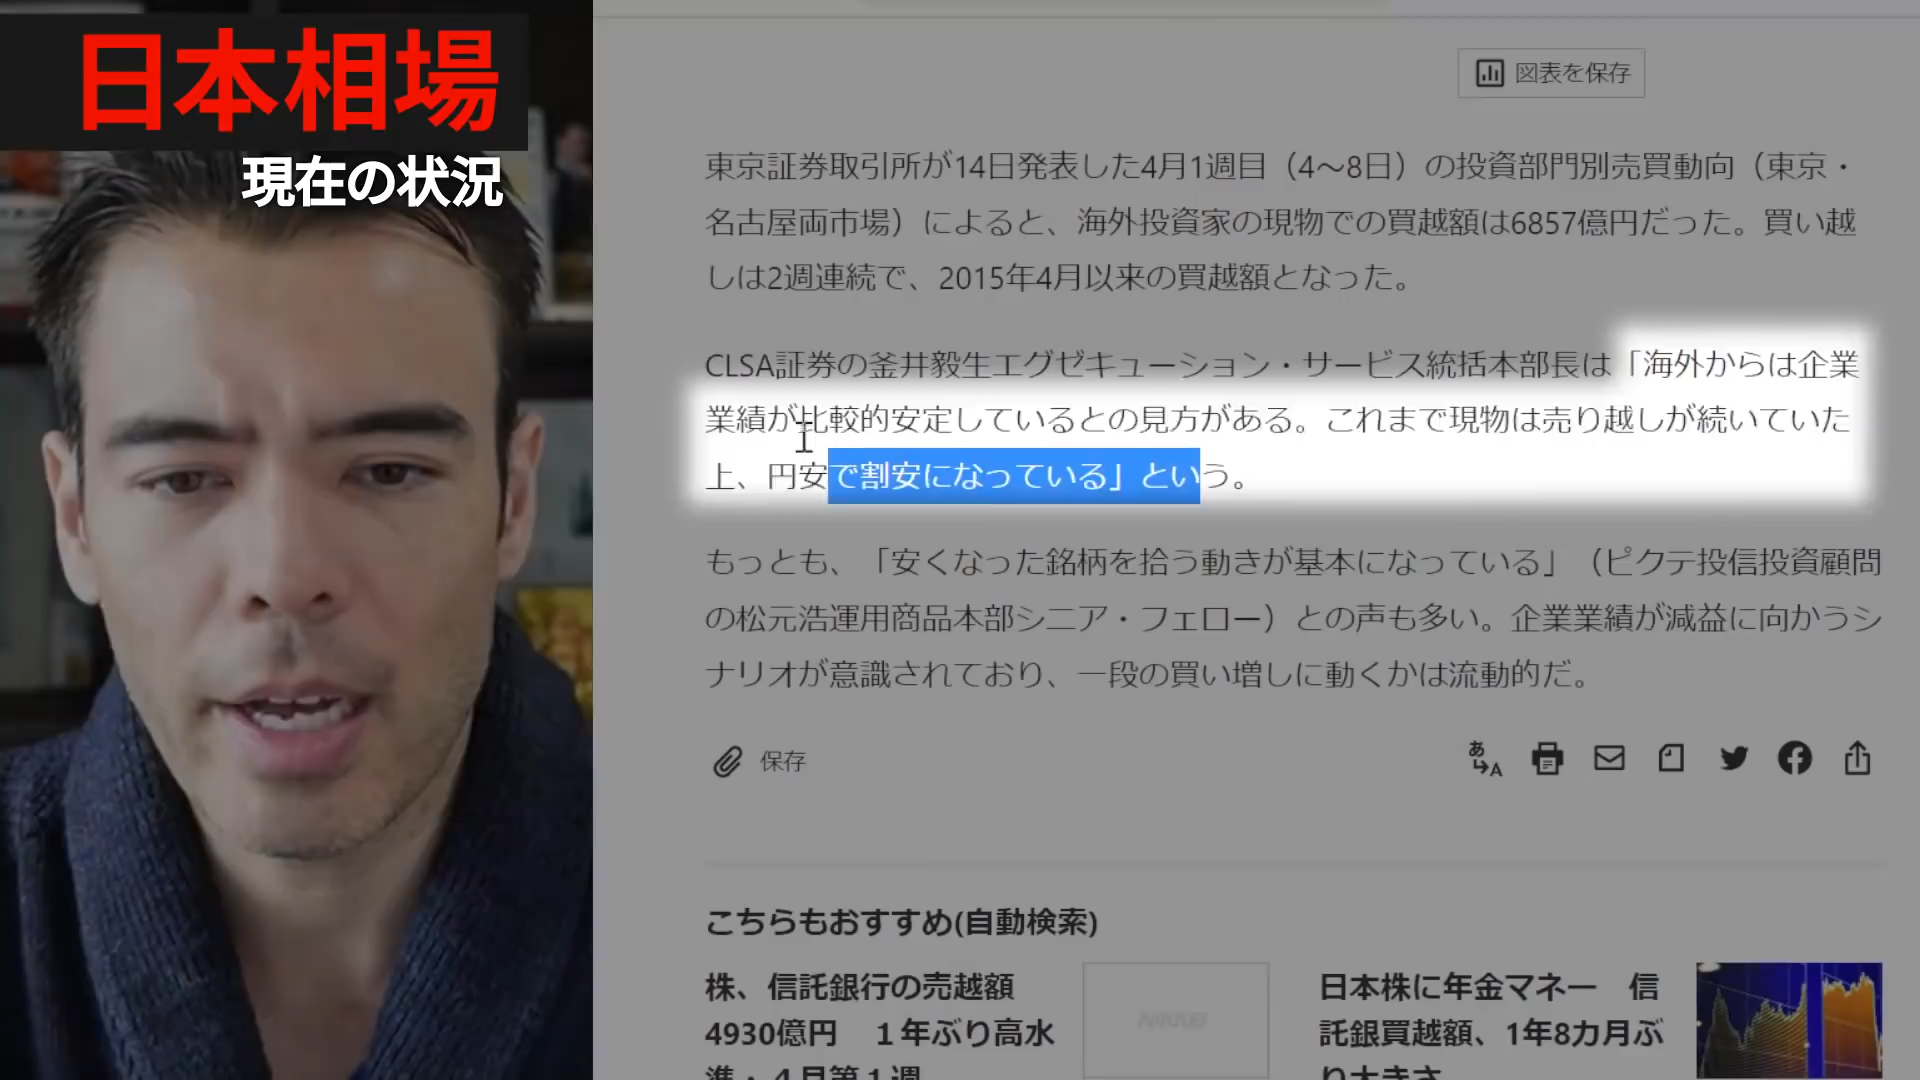 日本相場
現在の状況
図表を保存
東京証券取引所が14日発表した4月1週目（4〜8日）の投資部門別売買動向（東京・
名古屋両市場）によると、海外投資家の現物での買越額は6857億円だった。買い越
しは2週連続で、2015年4月以来の買越額となった。
CLSA証券の釜井毅生エグゼキューション・サービス統括本部長は「海外からは企業
業績が比較的安定しているとの見方がある。これまで現物は売り越しが続いていた
上、円安で割安になっている」という。
もっとも、「安くなった銘柄を拾う動きが基本になっている」（ピクテ投信投資顧問
の松元浩運用商品本部シニア・フェロー）との声も多い。企業業績が減益に向かうシ
ナリオが意識されており、一段の買い増しに動くかは流動的だ。
保存
あ
A
こちらもおすすめ(自動検索)
株、信託銀行の売越額
4930億円　１年ぶり高水
準・４月第１週
NIKKEI
日本株に年金マネー　信
託銀買越額、1年8カ月ぶ
り大きさ